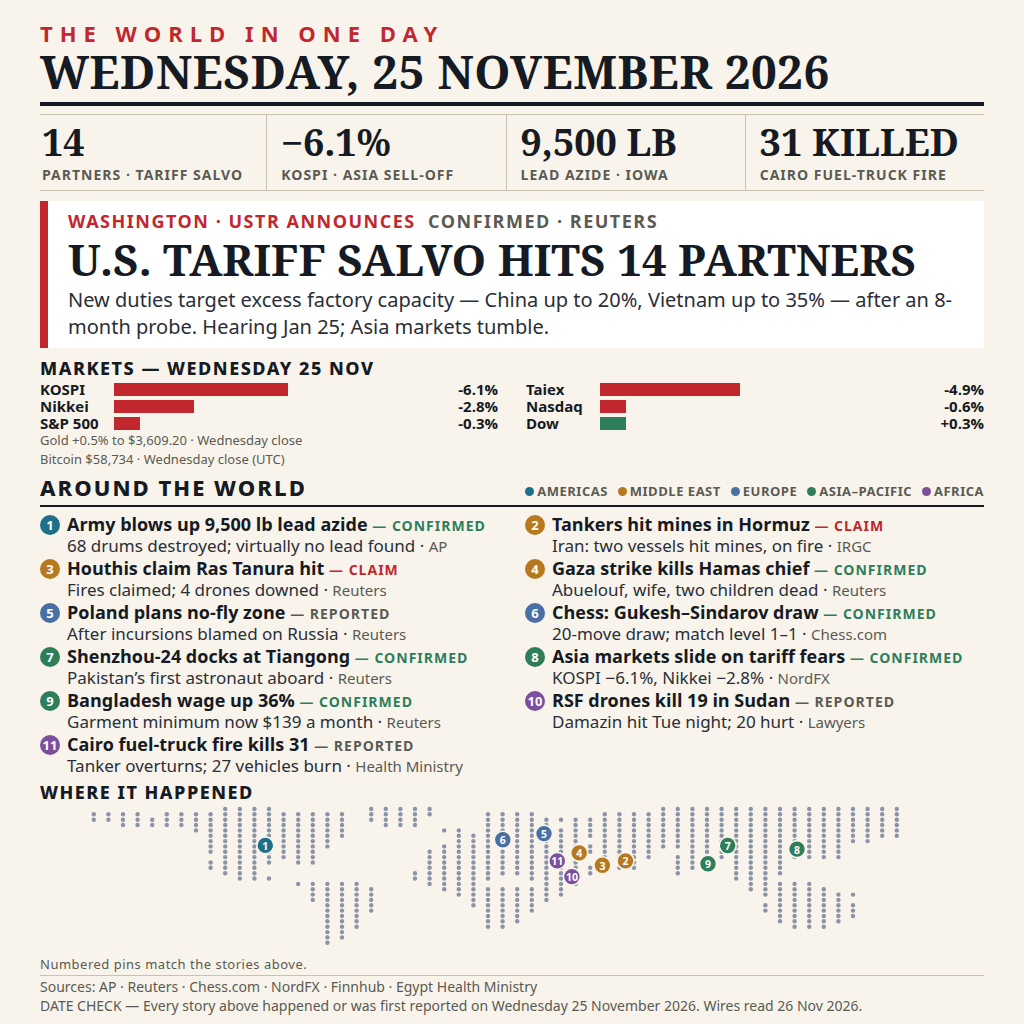 THE WORLD IN ONE DAY
WEDNESDAY, 25 NOVEMBER 2026
14
PARTNERS · TARIFF SALVO
−6.1%
KOSPI · ASIA SELL-OFF
9,500 LB
LEAD AZIDE · IOWA
31 KILLED
CAIRO FUEL-TRUCK FIRE
WASHINGTON · USTR ANNOUNCES CONFIRMED · REUTERS
U.S. TARIFF SALVO HITS 14 PARTNERS
New duties target excess factory capacity — China up to 20%, Vietnam up to 35% — after an 8-
month probe. Hearing Jan 25; Asia markets tumble.
MARKETS — WEDNESDAY 25 NOV
KOSPI -6.1%
Nikkei -2.8%
S&P 500 -0.3%
Taiex -4.9%
Nasdaq -0.6%
Dow +0.3%
Gold +0.5% to $3,609.20 · Wednesday close
Bitcoin $58,734 · Wednesday close (UTC)
AROUND THE WORLD
AMERICAS MIDDLE EAST EUROPE ASIA–PACIFIC AFRICA
1 Army blows up 9,500 lb lead azide — CONFIRMED
68 drums destroyed; virtually no lead found · AP
2 Tankers hit mines in Hormuz — CLAIM
Iran: two vessels hit mines, on fire · IRGC
3 Houthis claim Ras Tanura hit — CLAIM
Fires claimed; 4 drones downed · Reuters
4 Gaza strike kills Hamas chief — CONFIRMED
Abuelouf, wife, two children dead · Reuters
5 Poland plans no-fly zone — REPORTED
After incursions blamed on Russia · Reuters
6 Chess: Gukesh–Sindarov draw — CONFIRMED
20-move draw; match level 1–1 · Chess.com
7 Shenzhou-24 docks at Tiangong — CONFIRMED
Pakistan’s first astronaut aboard · Reuters
8 Asia markets slide on tariff fears — CONFIRMED
KOSPI −6.1%, Nikkei −2.8% · NordFX
9 Bangladesh wage up 36% — CONFIRMED
Garment minimum now $139 a month · Reuters
10 RSF drones kill 19 in Sudan — REPORTED
Damazin hit Tue night; 20 hurt · Lawyers
11 Cairo fuel-truck fire kills 31 — REPORTED
Tanker overturns; 27 vehicles burn · Health Ministry
WHERE IT HAPPENED
1
6
5
11
4
10
3
2
9
7
8
Numbered pins match the stories above.
Sources: AP · Reuters · Chess.com · NordFX · Finnhub · Egypt Health Ministry
DATE CHECK — Every story above happened or was first reported on Wednesday 25 November 2026. Wires read 26 Nov 2026.